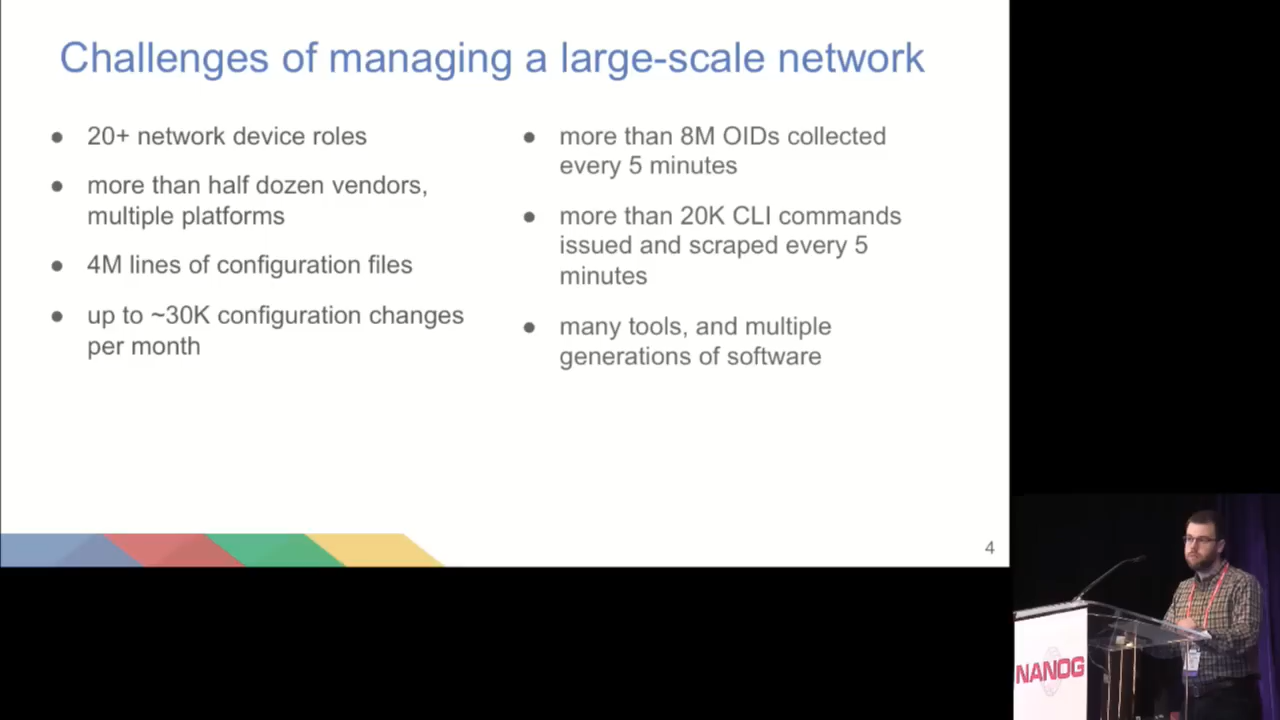 Challenges of managing a large-scale network
● 20+ network device roles
● more than half dozen vendors,
multiple platforms
● 4M lines of configuration files
● up to ~30K configuration changes
per month
● more than 8M OIDs collected
every 5 minutes
● more than 20K CLI commands
issued and scraped every 5
minutes
● many tools, and multiple
generations of software
4
NANOG